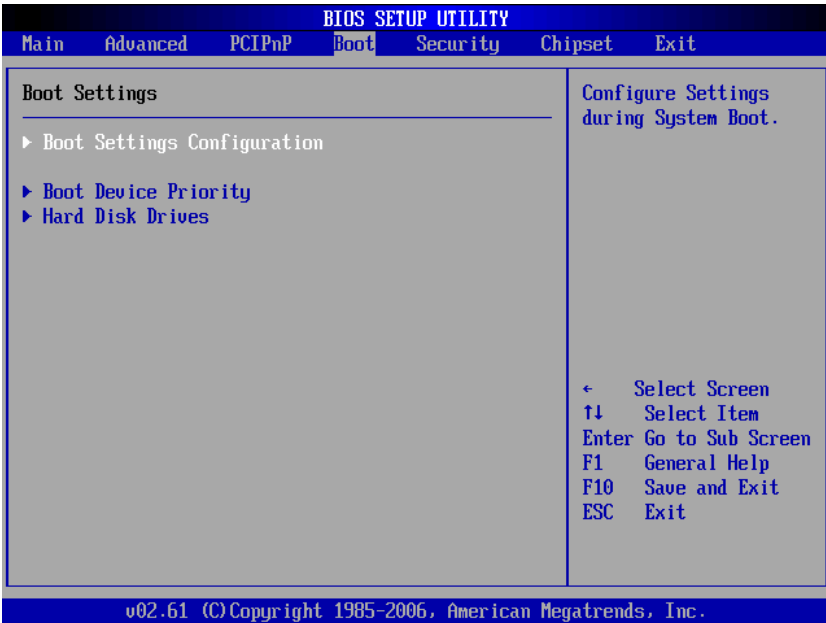 BIOS SETUP UTILITY
Main Advanced PCIPnP Boot Security Chipset Exit
Boot Settings
▶ Boot Settings Configuration
▶ Boot Device Priority
▶ Hard Disk Drives
Configure Settings
during System Boot.
← Select Screen
↑↓ Select Item
Enter Go to Sub Screen
F1 General Help
F10 Save and Exit
ESC Exit
v02.61 (C)Copyright 1985-2006, American Megatrends, Inc.